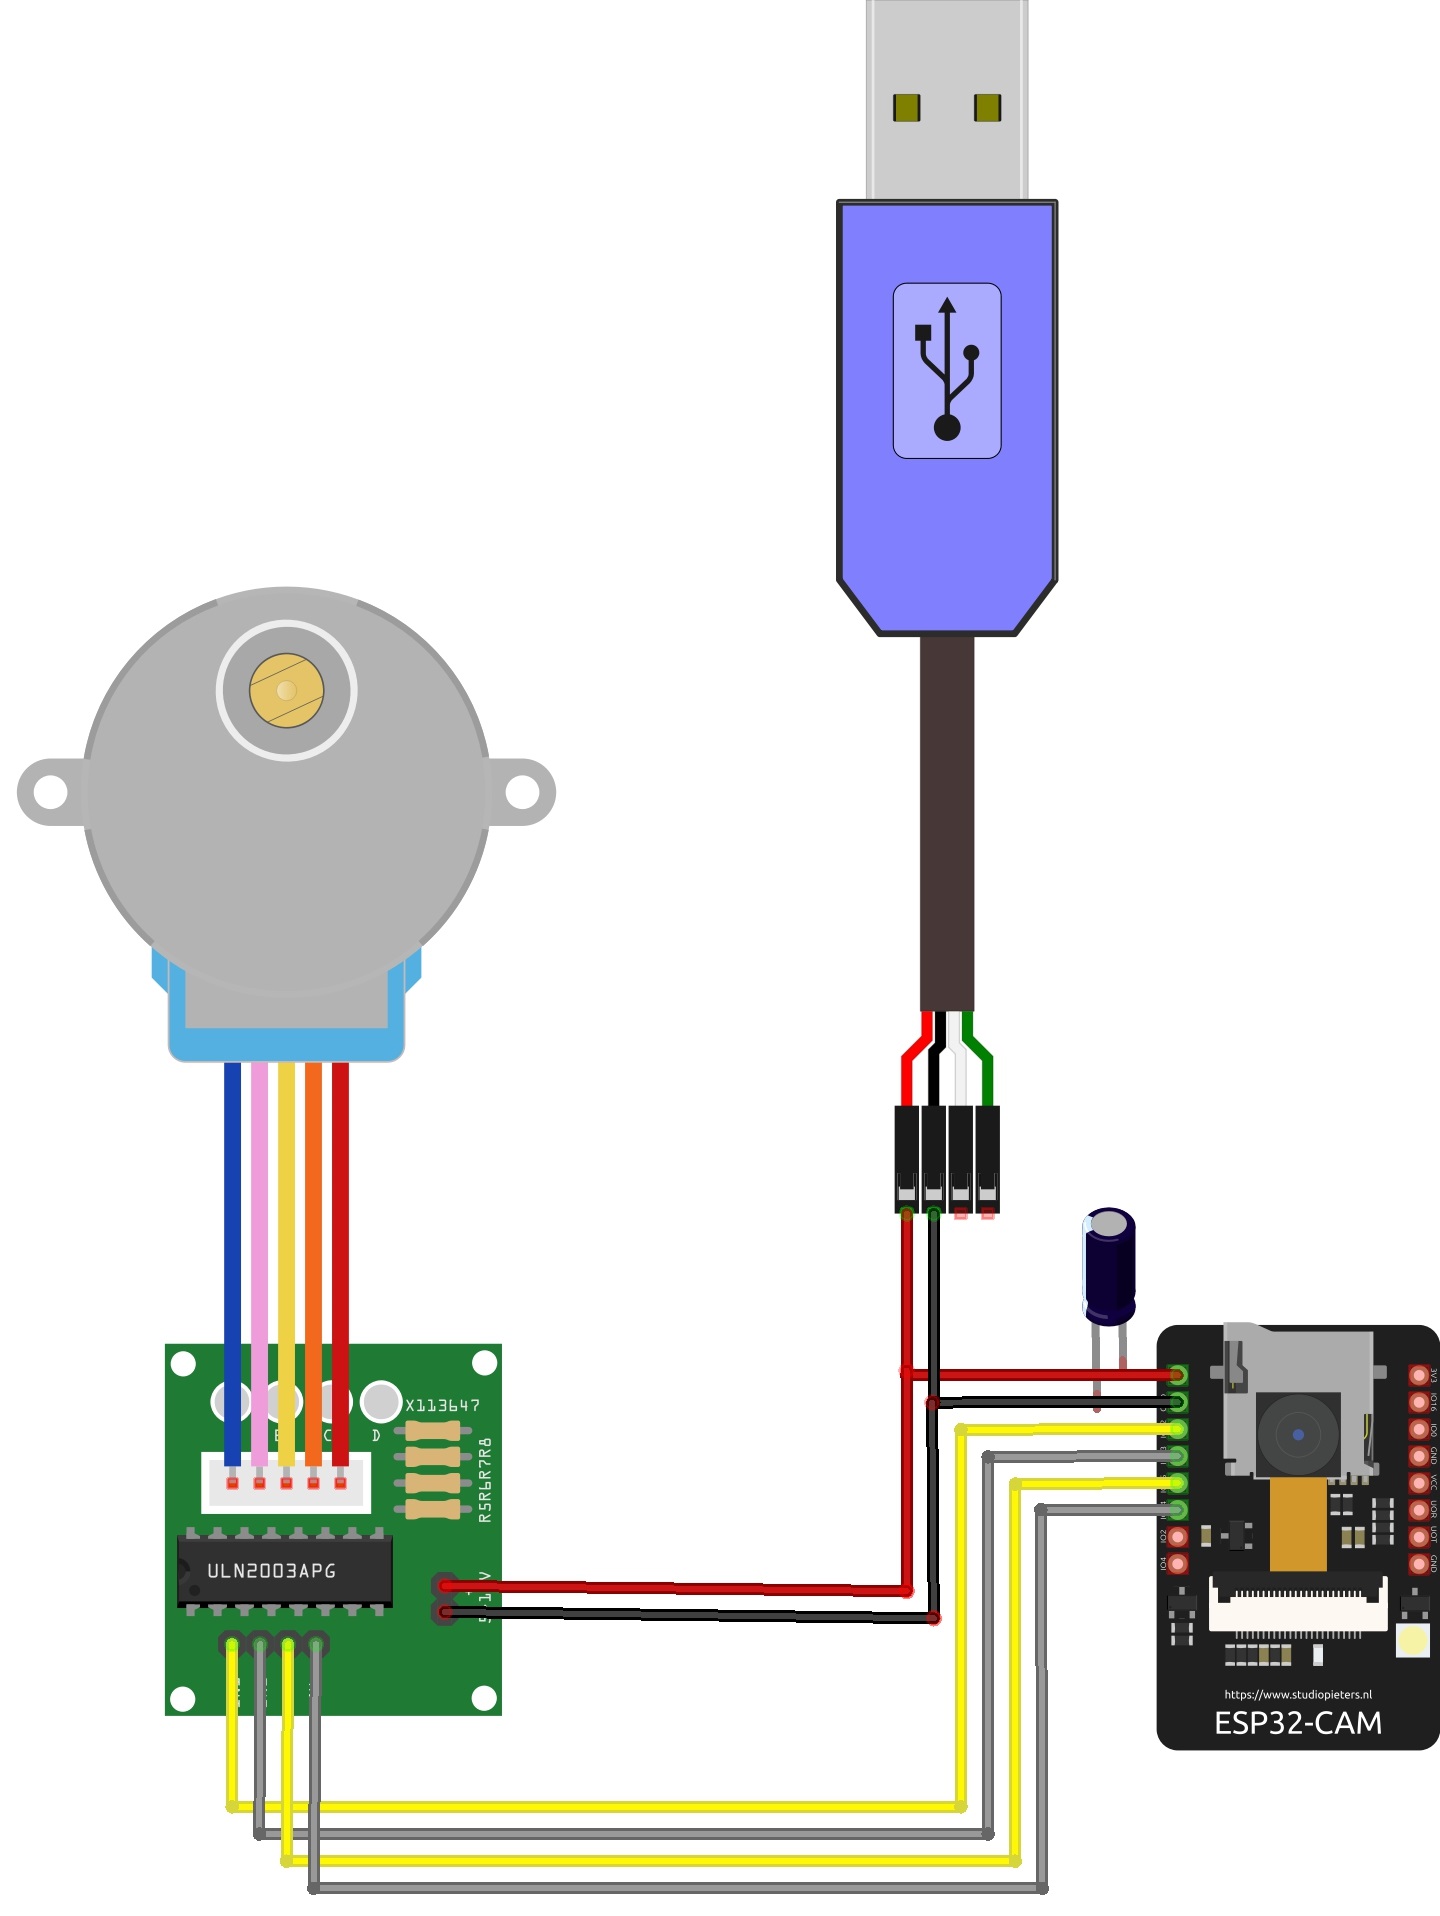 X113647
C
D
R5R6R7R8
ULN2003APG
3V3
IO16
IO0
GND
VCC
UOR
UOT
GND
IO2
IO4
https://www.studiopieters.nl
ESP32-CAM